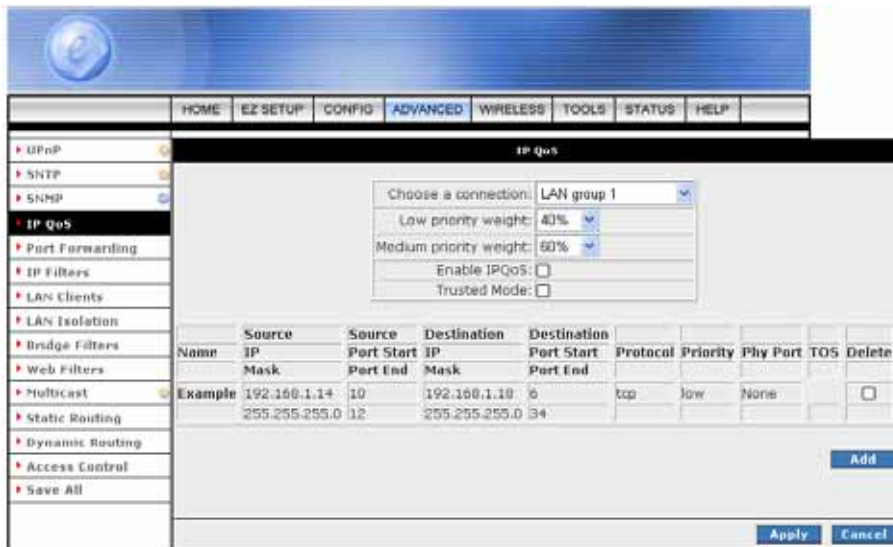 HOME EZ SETUP CONFIG ADVANCED WIRELESS TOOLS STATUS HELP
UPnP
SNTP
SNMP
IP QoS
Port Forwarding
IP Filters
LAN Clients
LAN Isolation
Bridge Filters
Web Filters
Multicast
Static Routing
Dynamic Routing
Access Control
Save All
IP QoS
Choose a connection: LAN group 1
Low priority weight: 40%
Medium priority weight: 60%
Enable IPQoS:
Trusted Mode:
Source Source Destination Destination
Name IP Port Start IP Port Start Protocol Priority Phy Port TOS Delete
Mask Port End Mask Port End
Example 192.168.1.14 10 192.168.1.18 6 tcp low None
255.255.255.0 12 255.255.255.0 34
Add
Apply Cancel